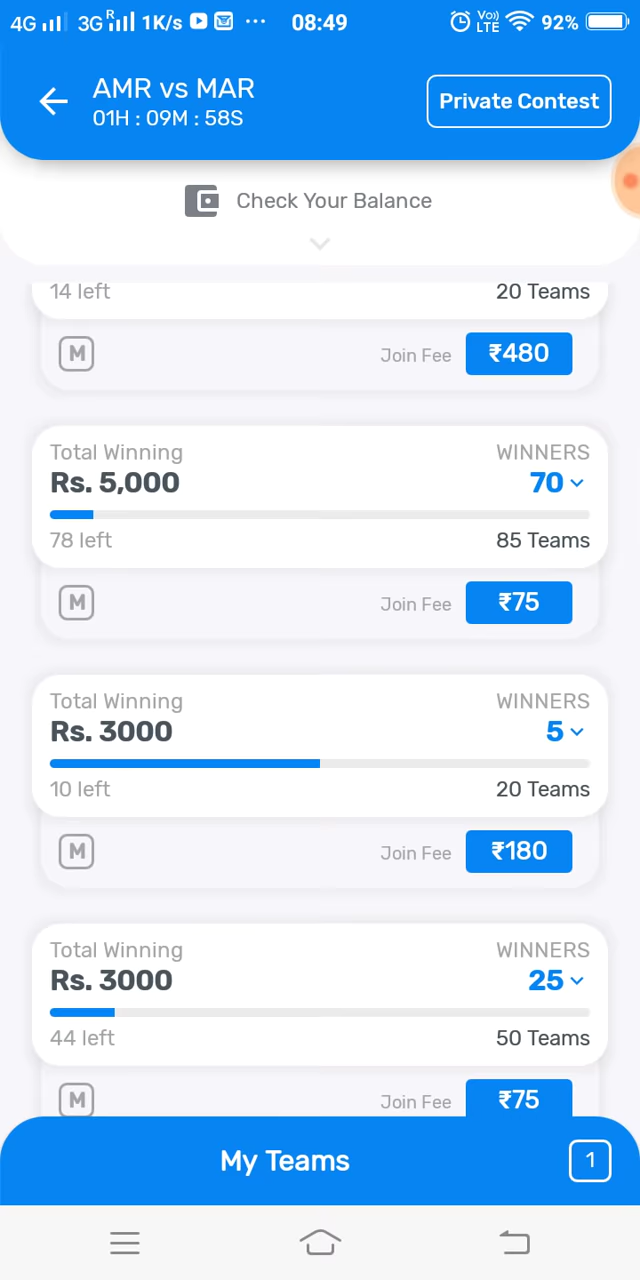 4G 3G R 1K/s ... 08:49 Vo) LTE 92%
AMR vs MAR
01H : 09M : 58S
Private Contest
Check Your Balance
14 left 20 Teams
M Join Fee ₹480
Total Winning WINNERS
Rs. 5,000 70
78 left 85 Teams
M Join Fee ₹75
Total Winning WINNERS
Rs. 3000 5
10 left 20 Teams
M Join Fee ₹180
Total Winning WINNERS
Rs. 3000 25
44 left 50 Teams
M Join Fee ₹75
My Teams 1